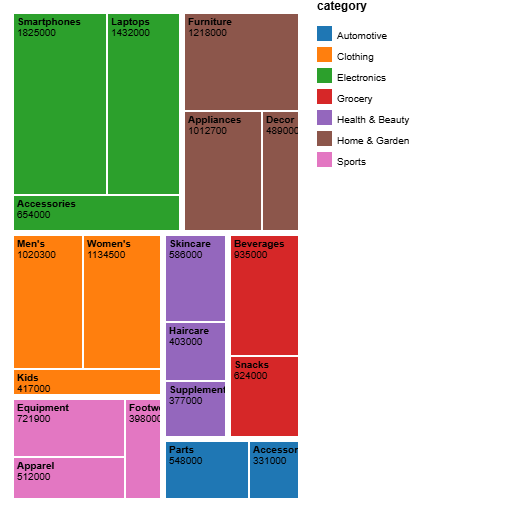 Smartphones
1825000
Laptops
1432000
Accessories
654000
Furniture
1218000
Appliances
1012700
Decor
489000
Men's
1020300
Women's
1134500
Kids
417000
Skincare
586000
Haircare
403000
Supplement
377000
Beverages
935000
Snacks
624000
Equipment
721900
Footw
398000
Apparel
512000
Parts
548000
Accessor
331000
category
Automotive
Clothing
Electronics
Grocery
Health & Beauty
Home & Garden
Sports